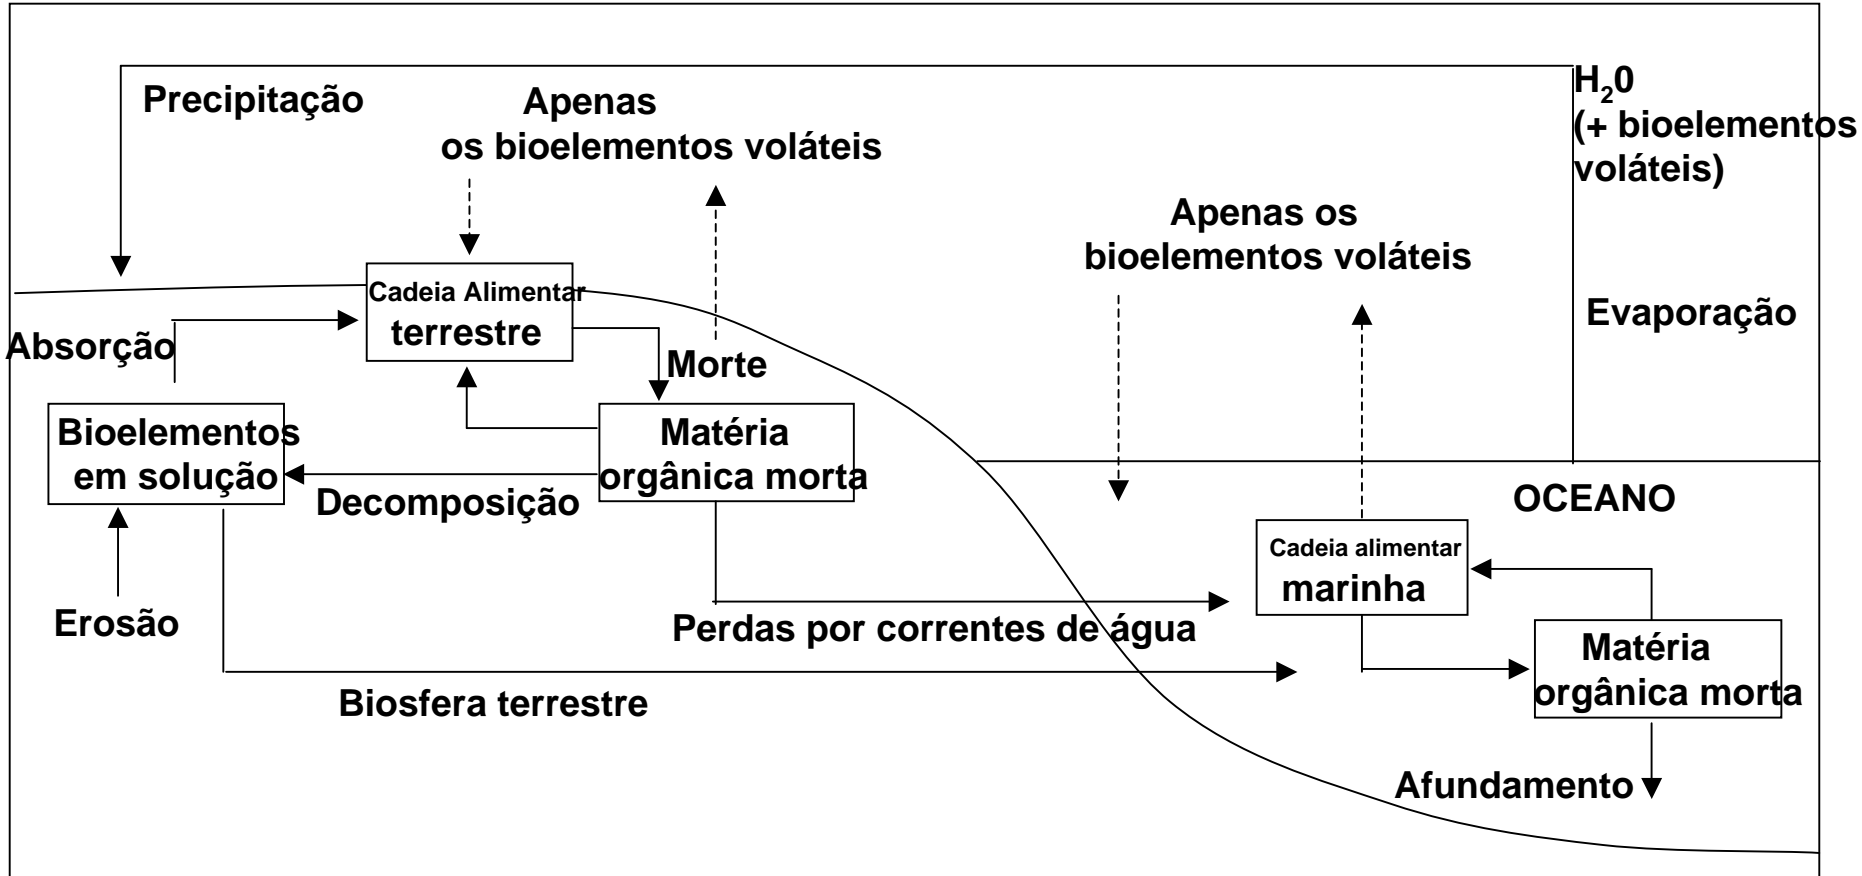 Precipitação
Apenas
os bioelementos voláteis
H₂0
(+ bioelementos
voláteis)
Apenas os
bioelementos voláteis
Cadeia Alimentar
terrestre
Evaporação
Absorção
Morte
Bioelementos
em solução
Matéria
orgânica morta
Decomposição
OCEANO
Cadeia alimentar
marinha
Erosão
Perdas por correntes de água
Matéria
orgânica morta
Biosfera terrestre
Afundamento